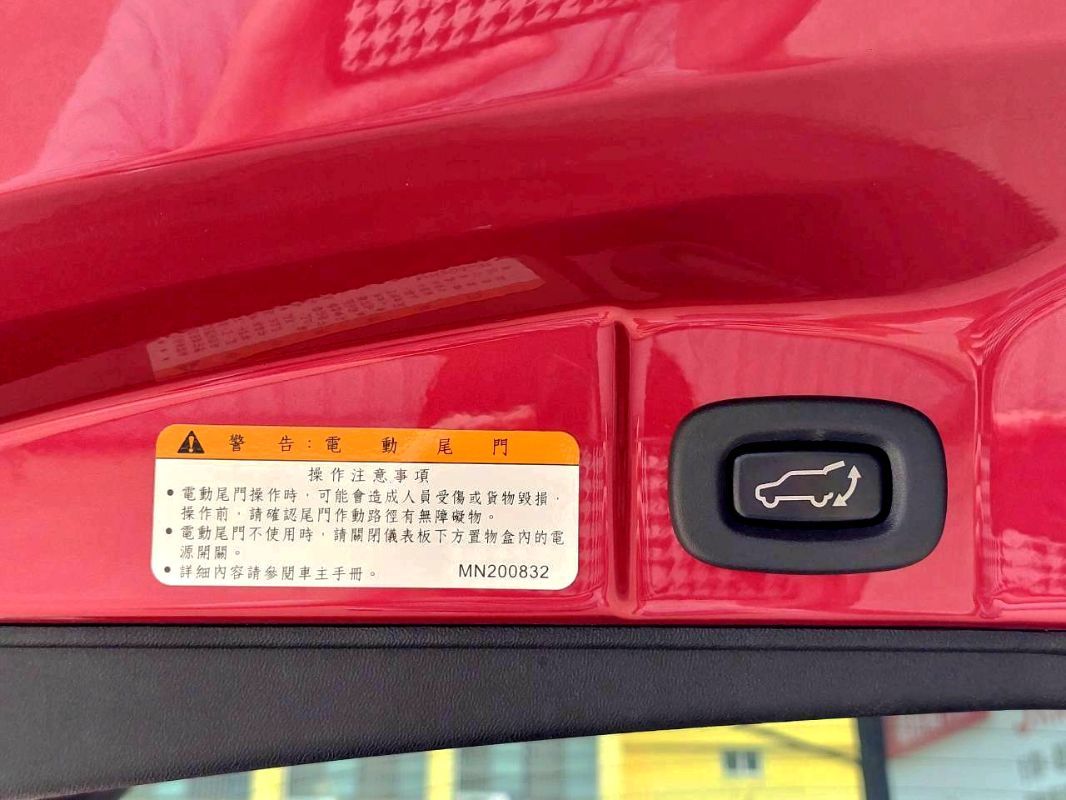 警告:電動尾門
操作注意事項
• 電動尾門操作時,可能會造成人員受傷或貨物毀損,
操作前,請確認尾門作動路徑有無障礙物。
• 電動尾門不使用時,請關閉儀表板下方置物盒內的電
源開關。
• 詳細內容請參閱車主手冊。 MN200832